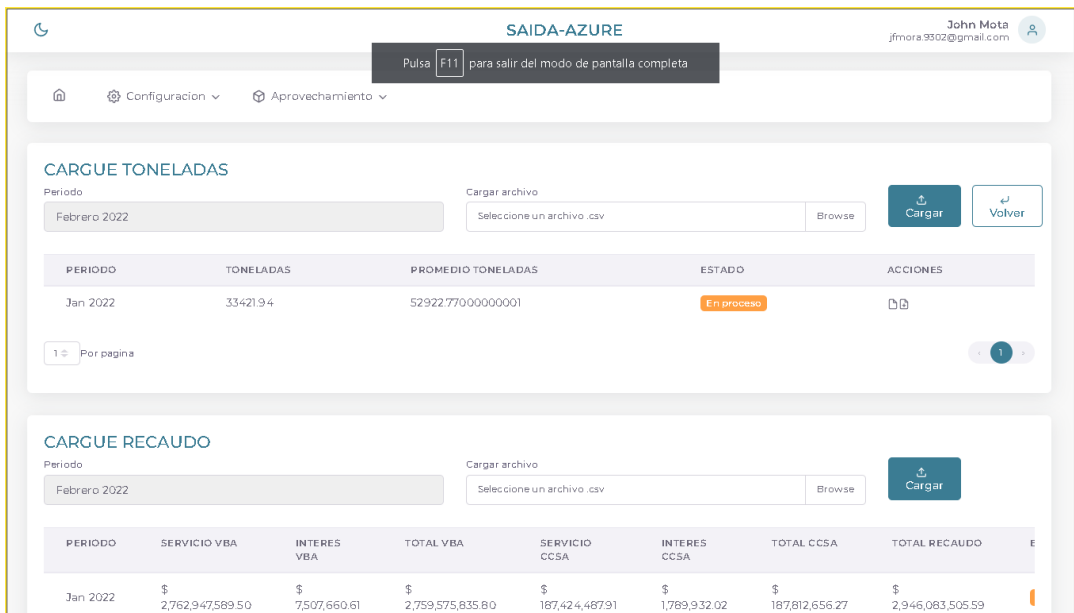 SAIDA-AZURE
John Mota
jfmora.9302@gmail.com
Pulsa F11 para salir del modo de pantalla completa
Configuracion
Aprovechamiento
CARGUE TONELADAS
Periodo
Cargar archivo
Febrero 2022
Seleccione un archivo .csv
Browse
Cargar
Volver
PERIODO TONELADAS PROMEDIO TONELADAS ESTADO ACCIONES
Jan 2022 33421.94 52922.77000000001 En proceso
1 Por pagina
‹ 1 ›
CARGUE RECAUDO
Periodo
Cargar archivo
Febrero 2022
Seleccione un archivo .csv
Browse
Cargar
PERIODO SERVICIO VBA INTERES VBA TOTAL VBA SERVICIO CCSA INTERES CCSA TOTAL CCSA TOTAL RECAUDO E
Jan 2022 $ 2,762,947,589.50 $ 7,507,660.61 $ 2,759,575,835.80 $ 187,424,487.91 $ 1,789,932.02 $ 187,812,656.27 $ 2,946,083,505.59